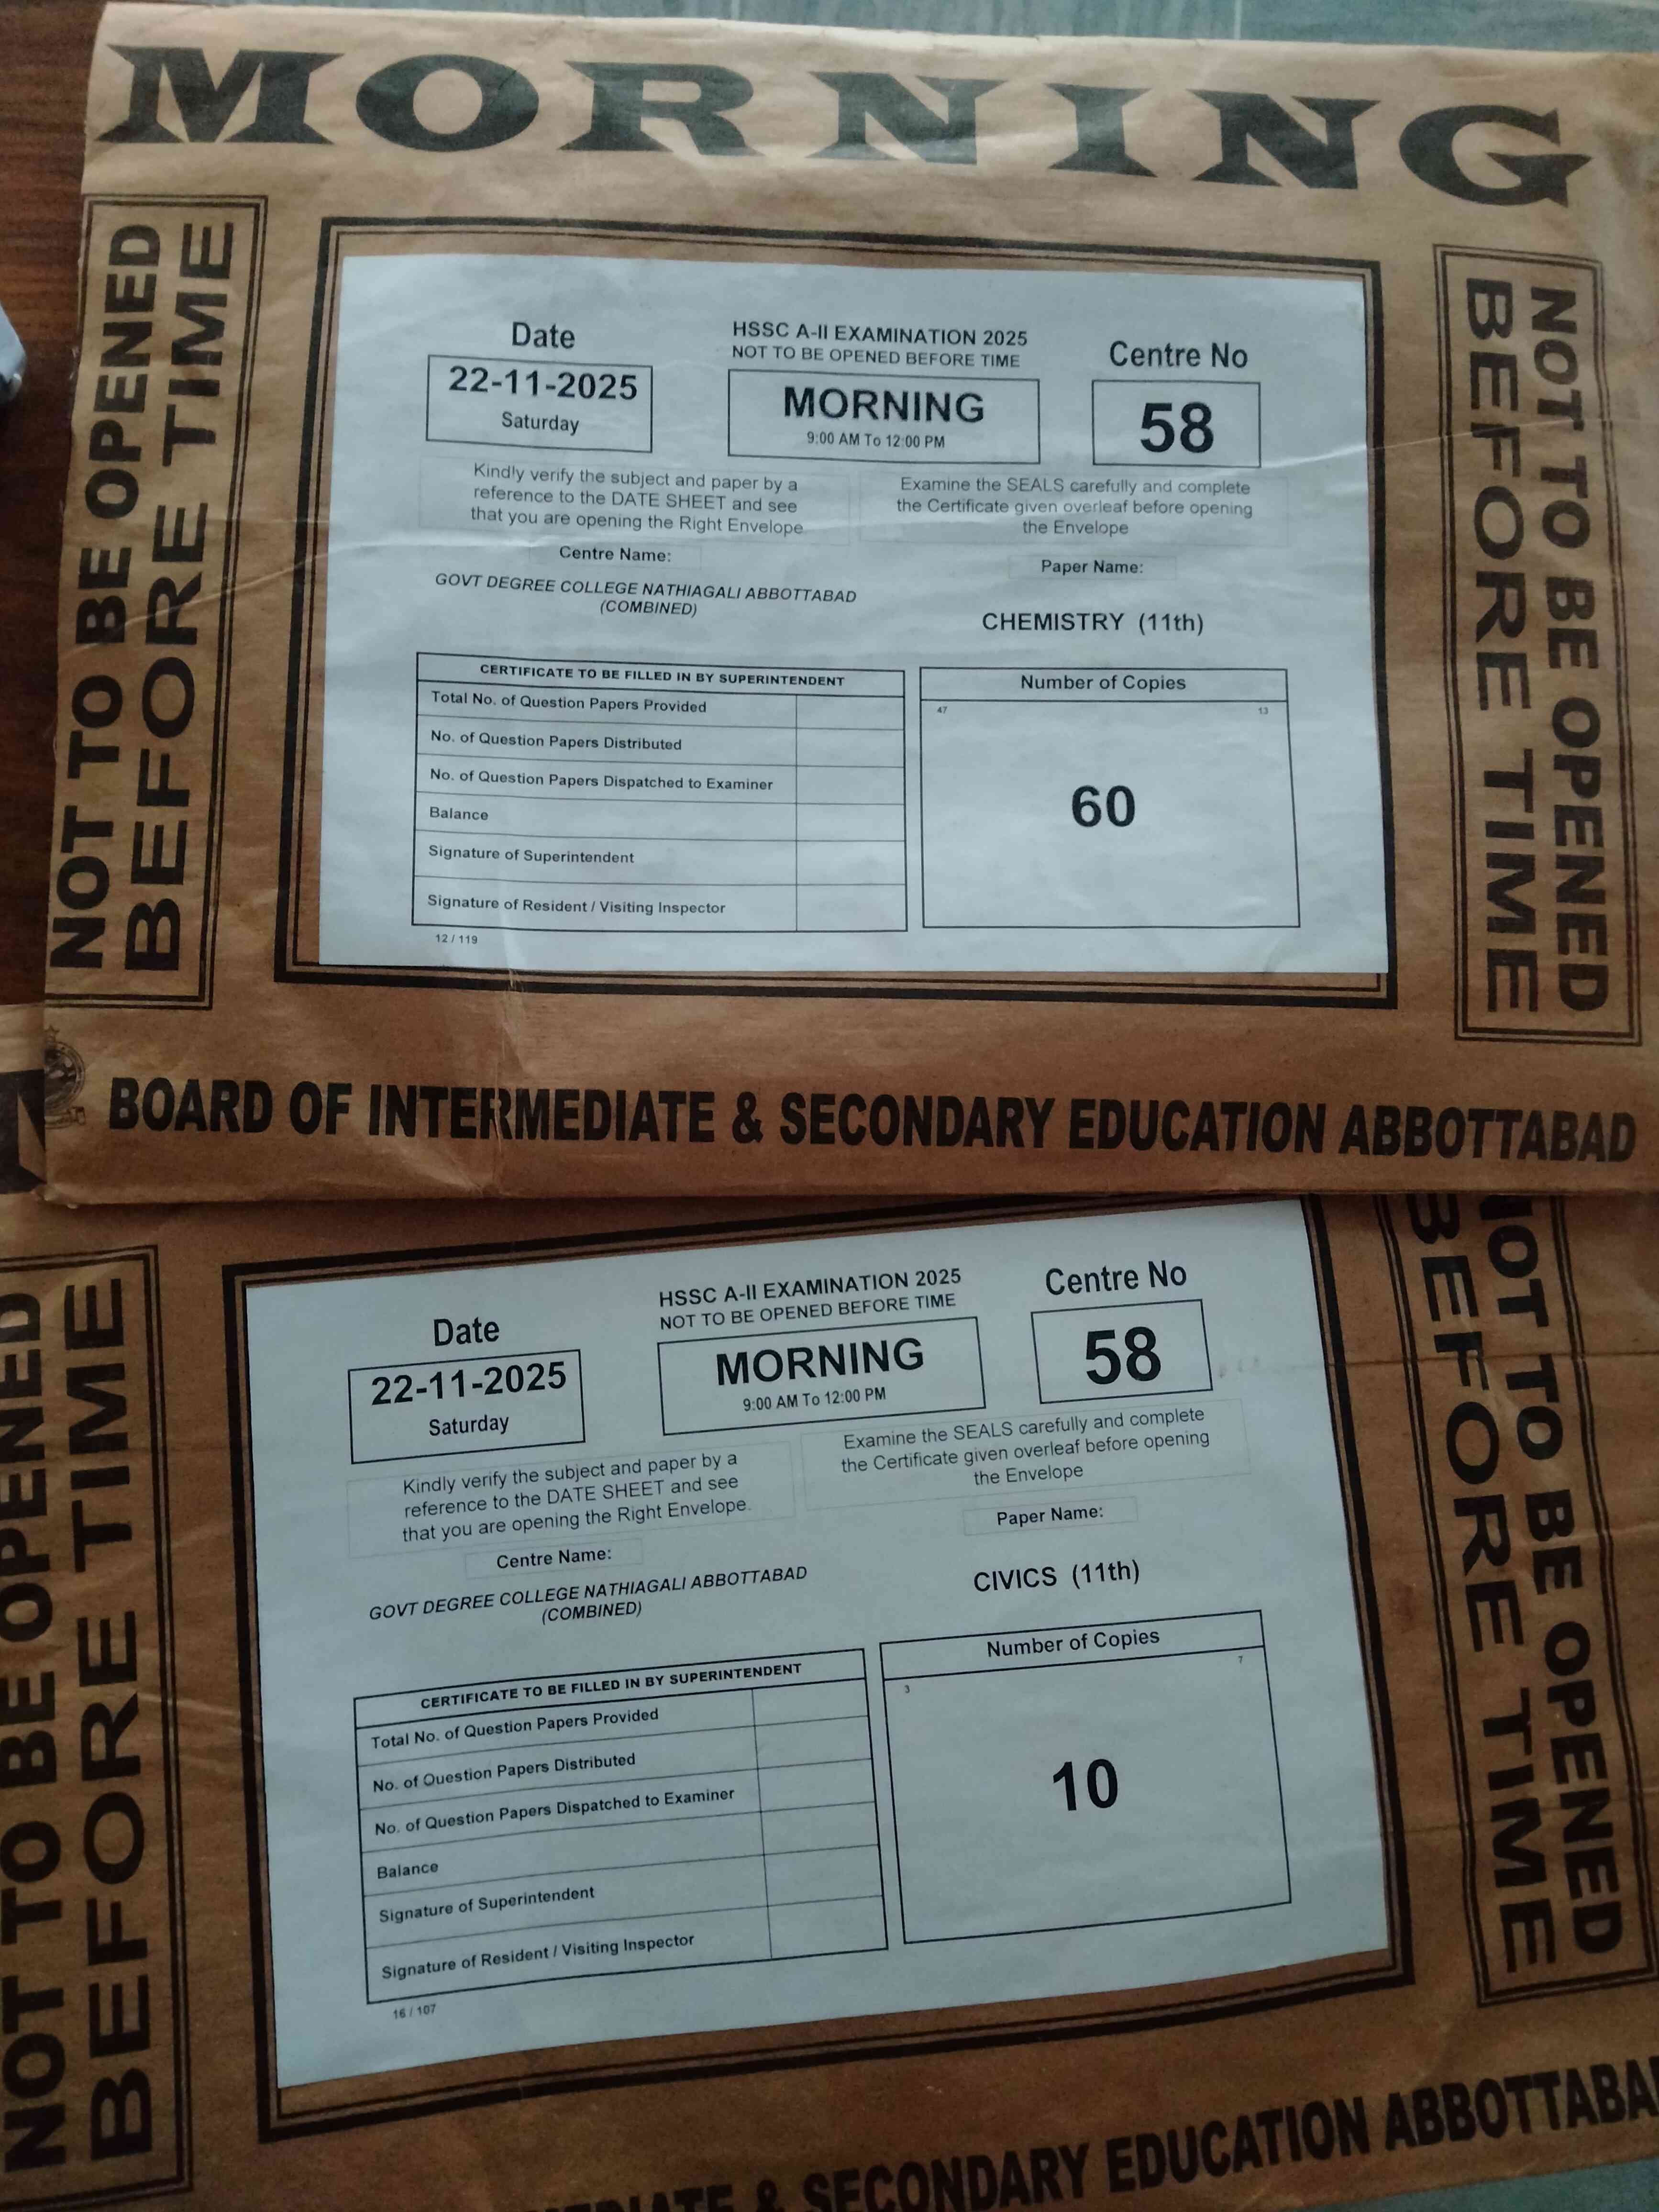 MORNING
NOT TO BE OPENED
BEFORE TIME
NOT TO BE OPENED
BEFORE TIME
Date
22-11-2025
Saturday
HSSC A-II EXAMINATION 2025
NOT TO BE OPENED BEFORE TIME
MORNING
9:00 AM To 12:00 PM
Centre No
58
Kindly verify the subject and paper by a
reference to the DATE SHEET and see
that you are opening the Right Envelope
Examine the SEALS carefully and complete
the Certificate given overleaf before opening
the Envelope
Centre Name:
GOVT DEGREE COLLEGE NATHIAGALI ABBOTTABAD
(COMBINED)
Paper Name:
CHEMISTRY (11th)
CERTIFICATE TO BE FILLED IN BY SUPERINTENDENT
Total No. of Question Papers Provided
No. of Question Papers Distributed
No. of Question Papers Dispatched to Examiner
Balance
Signature of Superintendent
Signature of Resident / Visiting Inspector
12 / 119
Number of Copies
47 13
60
BOARD OF INTERMEDIATE & SECONDARY EDUCATION ABBOTTABAD
NOT TO BE OPENED
BEFORE TIME
NOT TO BE OPENED
BEFORE TIME
Date
22-11-2025
Saturday
HSSC A-II EXAMINATION 2025
NOT TO BE OPENED BEFORE TIME
MORNING
9:00 AM To 12:00 PM
Centre No
58
Kindly verify the subject and paper by a
reference to the DATE SHEET and see
that you are opening the Right Envelope.
Examine the SEALS carefully and complete
the Certificate given overleaf before opening
the Envelope
Centre Name:
GOVT DEGREE COLLEGE NATHIAGALI ABBOTTABAD
(COMBINED)
Paper Name:
CIVICS (11th)
CERTIFICATE TO BE FILLED IN BY SUPERINTENDENT
Total No. of Question Papers Provided
No. of Question Papers Distributed
No. of Question Papers Dispatched to Examiner
Balance
Signature of Superintendent
Signature of Resident / Visiting Inspector
16 / 107
Number of Copies
3 7
10
& SECONDARY EDUCATION ABBOTTABA